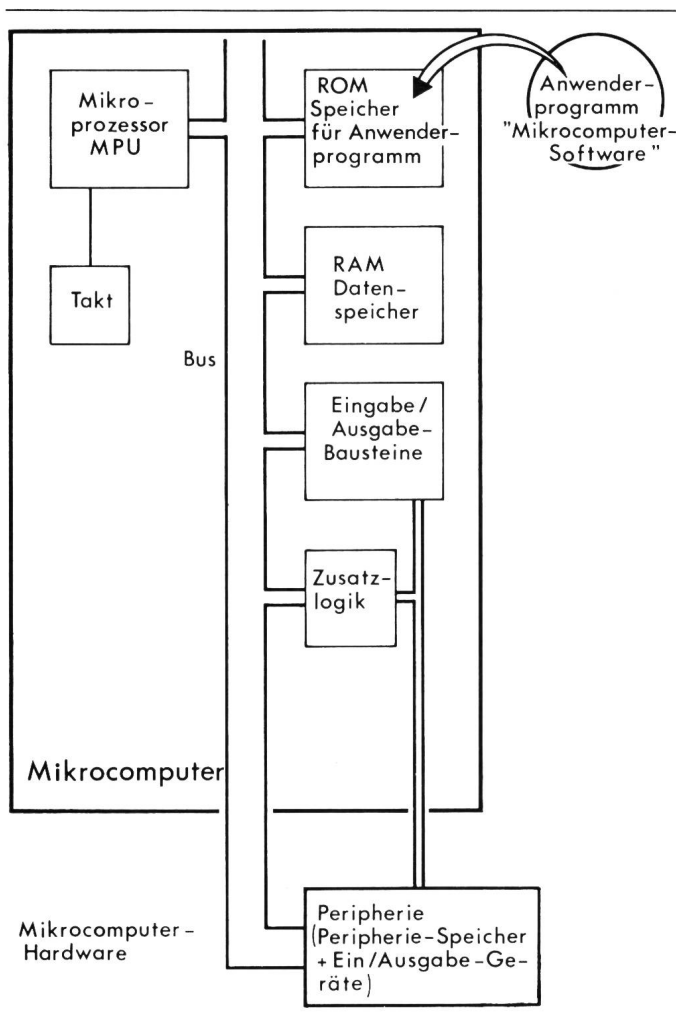 Mikro-
prozessor
MPU
ROM
Speicher
für Anwender-
programm
Anwender-
programm
"Mikrocomputer-
Software"
Takt
RAM
Daten-
speicher
Bus
Eingabe/
Ausgabe-
Bausteine
Zusatz-
logik
Mikrocomputer
Mikrocomputer-
Hardware
Peripherie
(Peripherie-Speicher
+ Ein/Ausgabe-Ge-
räte)